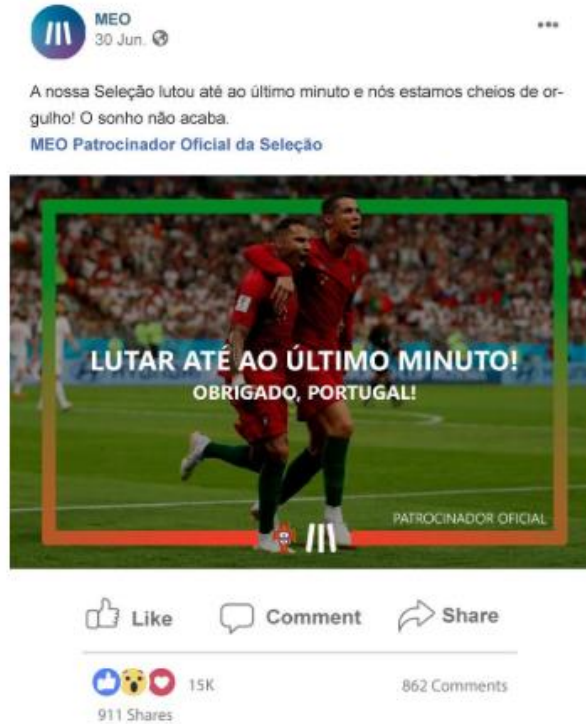 MEO
30 Jun.
A nossa Seleção lutou até ao último minuto e nós estamos cheios de or-
gulho! O sonho não acaba.
MEO Patrocinador Oficial da Seleção
LUTAR ATÉ AO ÚLTIMO MINUTO!
OBRIGADO, PORTUGAL!
PATROCINADOR OFICIAL
Like Comment Share
15K 862 Comments
911 Shares